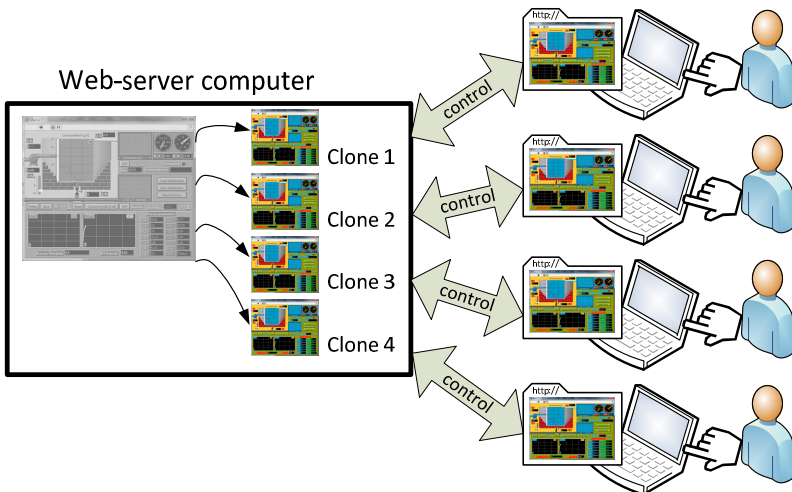 http://
control
Web-server computer
Clone 1
http://
control
Clone 2
http://
control
Clone 3
Clone 4
http://
control